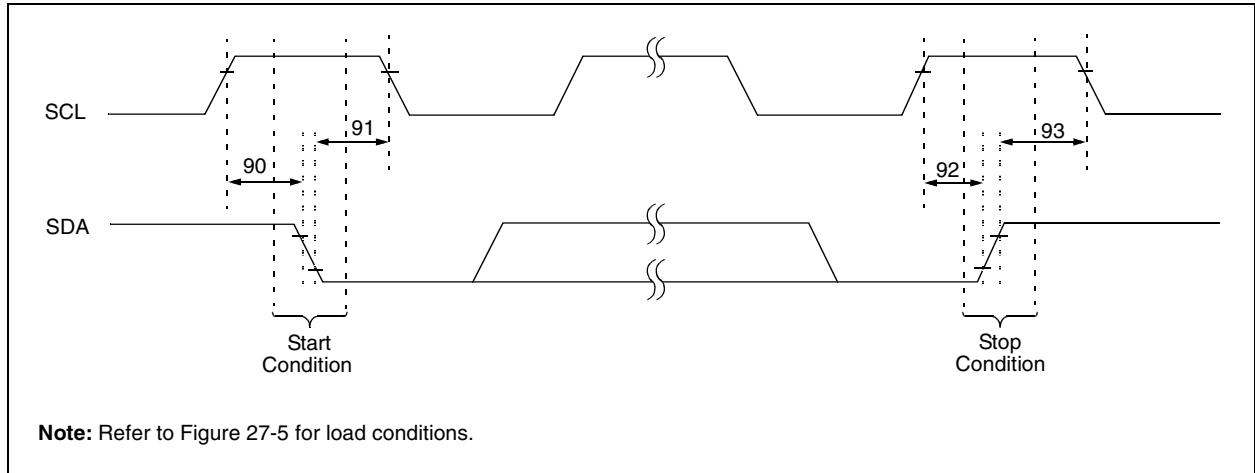 SCL
91
93
90
92
SDA
Start
Condition
Stop
Condition
Note: Refer to Figure 27-5 for load conditions.